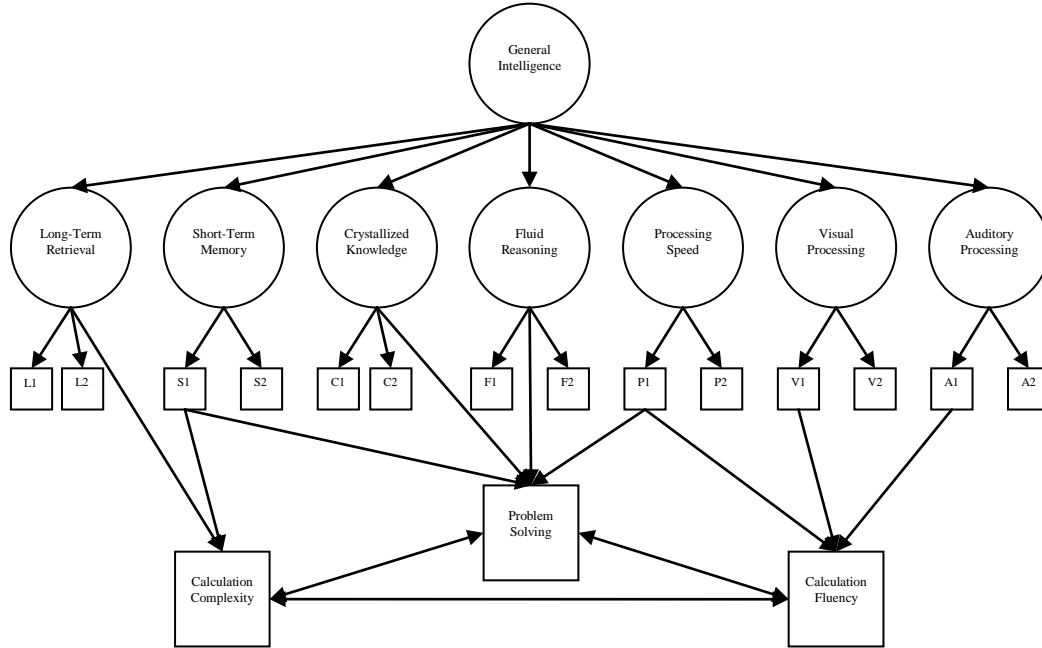 General
Intelligence
Long-Term
Retrieval
Short-Term
Memory
Crystallized
Knowledge
Fluid
Reasoning
Processing
Speed
Visual
Processing
Auditory
Processing
L1
L2
S1
S2
C1
C2
F1
F2
P1
P2
V1
V2
A1
A2
Problem
Solving
Calculation
Complexity
Calculation
Fluency